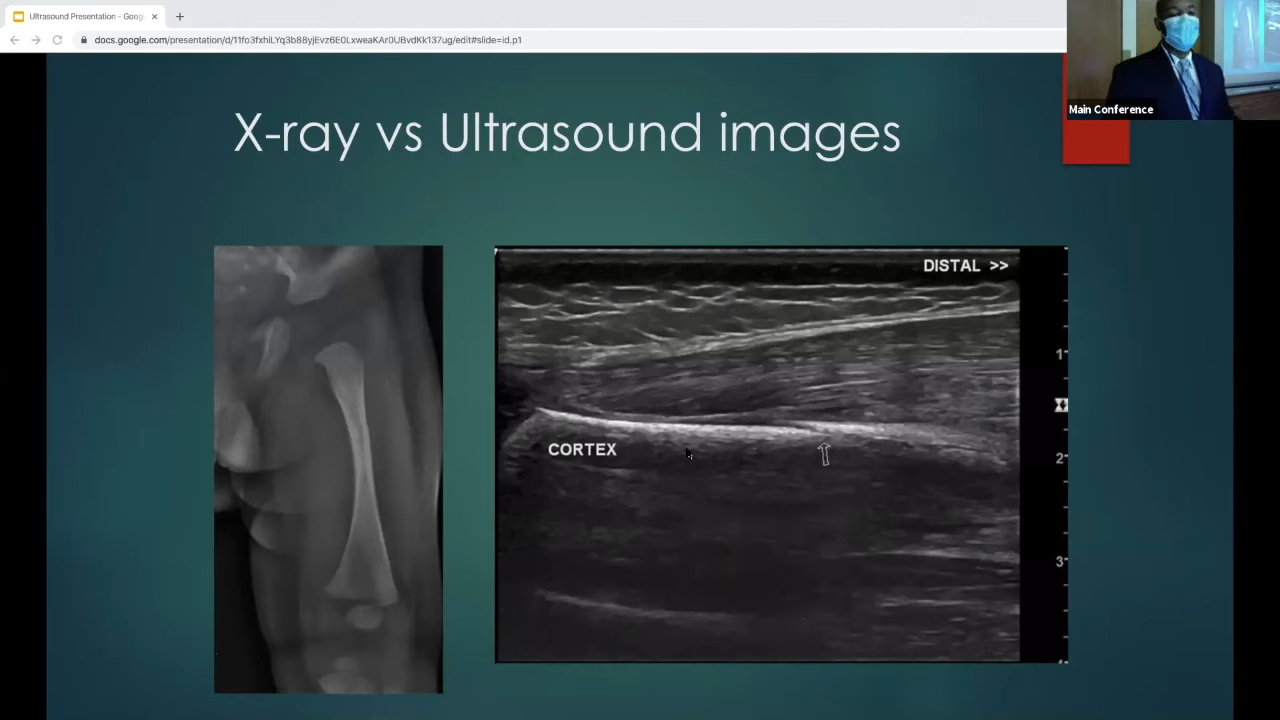 Ultrasound Presentation - Goog
docs.google.com/presentation/d/11fo3fxhiLYq3b88yjEvz6E0LxweaKAr0UBvdKk137ug/edit#slide=id.p1
Main Conference
X-ray vs Ultrasound images
DISTAL >>
1
CORTEX
2
3